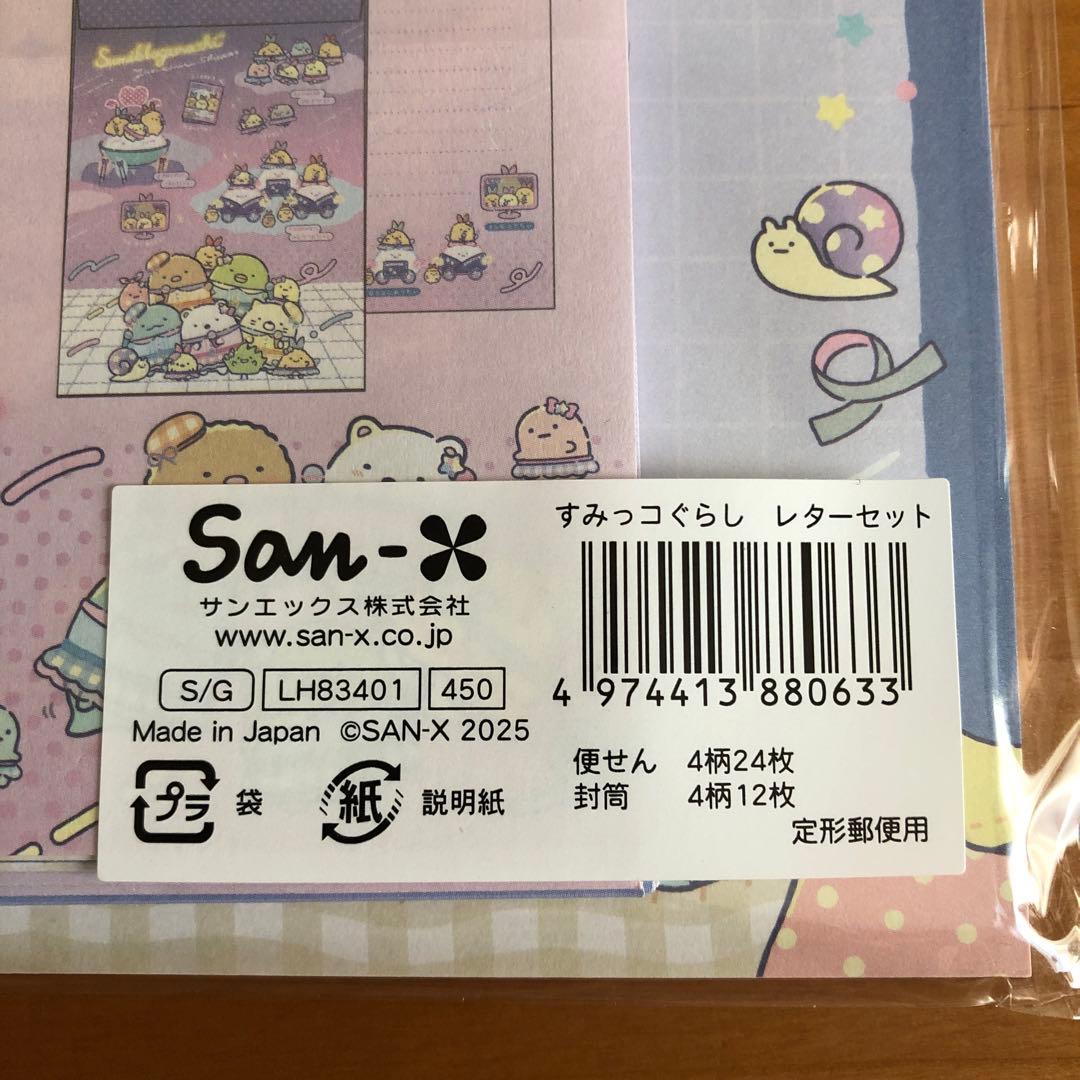 Sumikkogurashi
San-X
サンエックス株式会社
www.san-x.co.jp
S/G LH83401 450
Made in Japan ©SAN-X 2025
プラ 袋
紙 説明紙
すみっコぐらし レターセット
4 974413 880633
便せん 4柄24枚
封筒 4柄12枚
定形郵便用